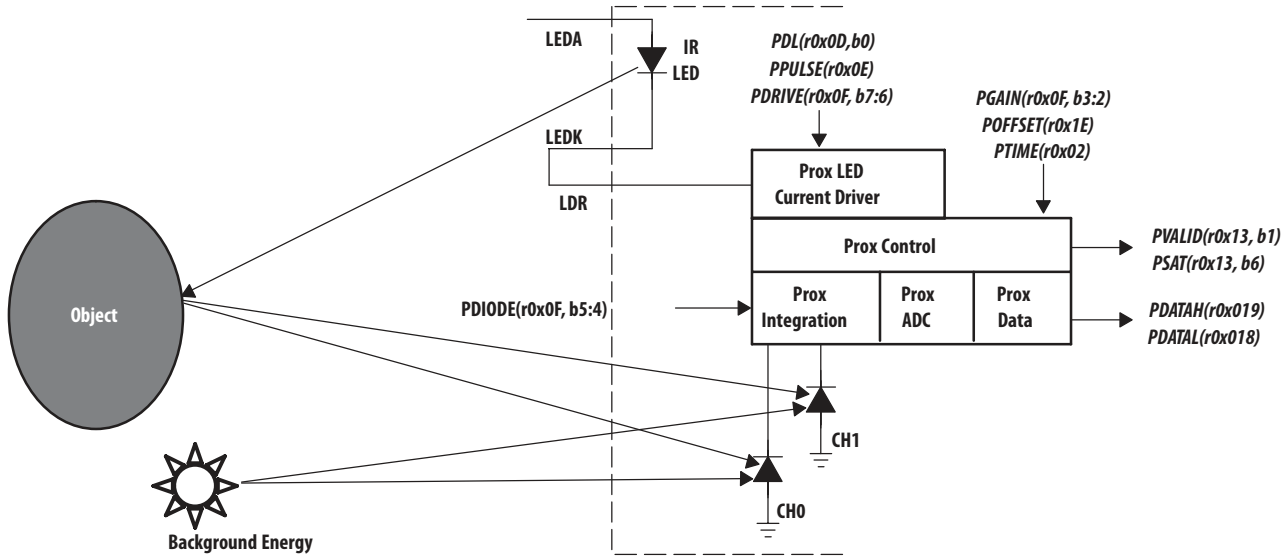 LEDA
IR
LED
PDL(r0x0D,b0)
PPULSE(r0x0E)
PDRIVE(r0x0F, b7:6)
PGAIN(r0x0F, b3:2)
POFFSET(r0x1E)
PTIME(r0x02)
LEDK
LDR
Prox LED
Current Driver
Prox Control
PVALID(r0x13, b1)
PSAT(r0x13, b6)
Object
PDIODE(r0x0F, b5:4)
Prox
Integration
Prox
ADC
Prox
Data
PDATAH(r0x019)
PDATAL(r0x018)
CH1
CH0
Background Energy